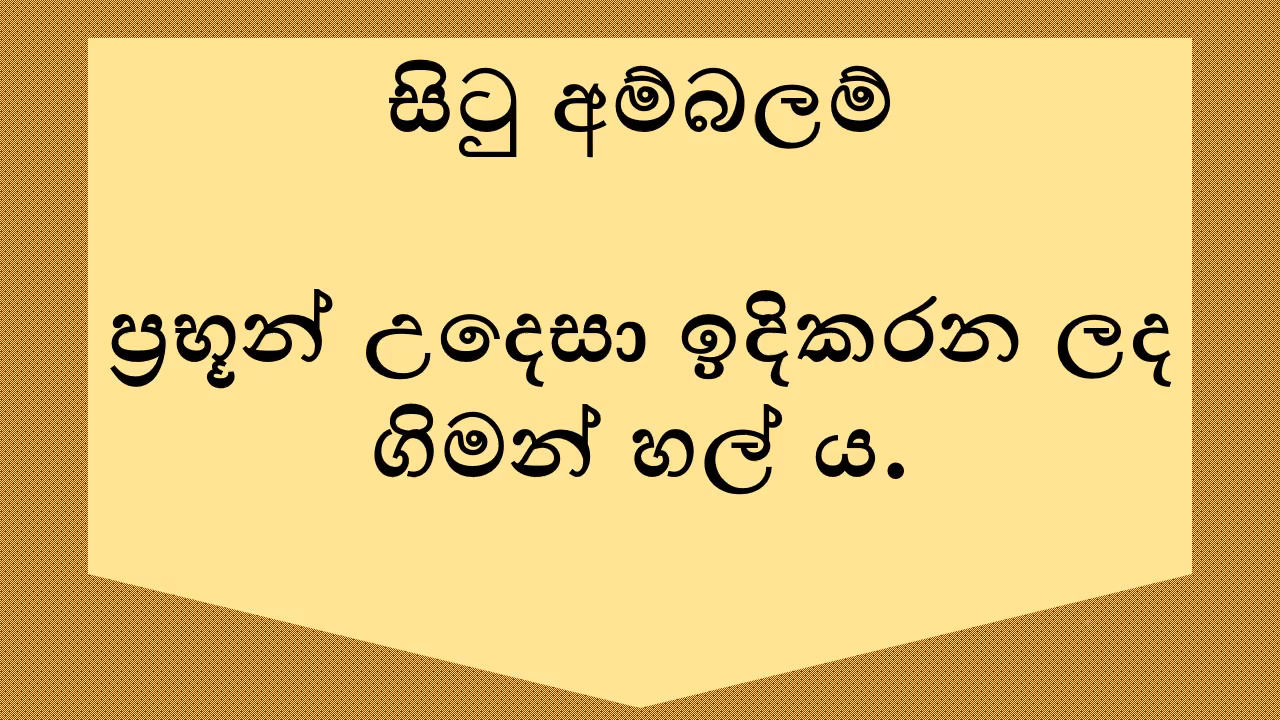 සිටු අම්බලම්
ප්‍රභූන් උදෙසා ඉදිකරන ලද
ගිමන් හල් ය.